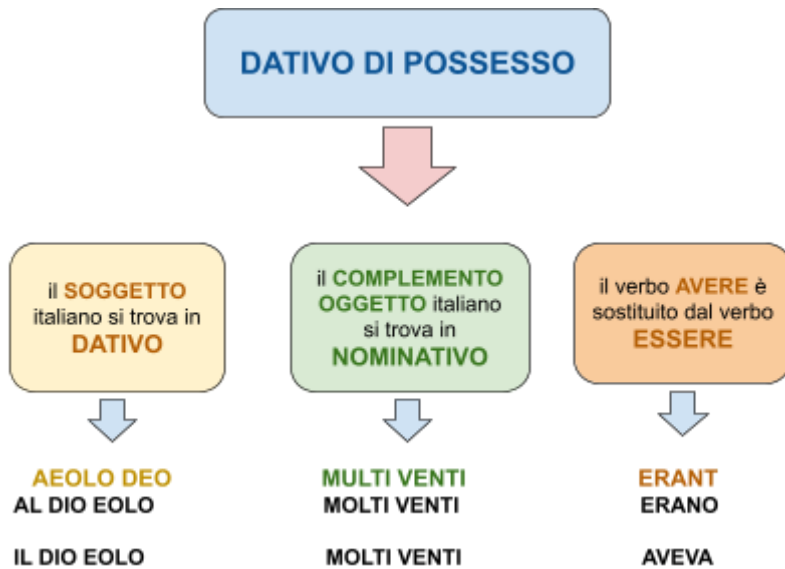 DATIVO DI POSSESSO
il SOGGETTO
italiano si trova in
DATIVO
il COMPLEMENTO
OGGETTO italiano
si trova in
NOMINATIVO
il verbo AVERE è
sostituito dal verbo
ESSERE
AEOLO DEO
AL DIO EOLO
IL DIO EOLO
MULTI VENTI
MOLTI VENTI
MOLTI VENTI
ERANT
ERANO
AVEVA